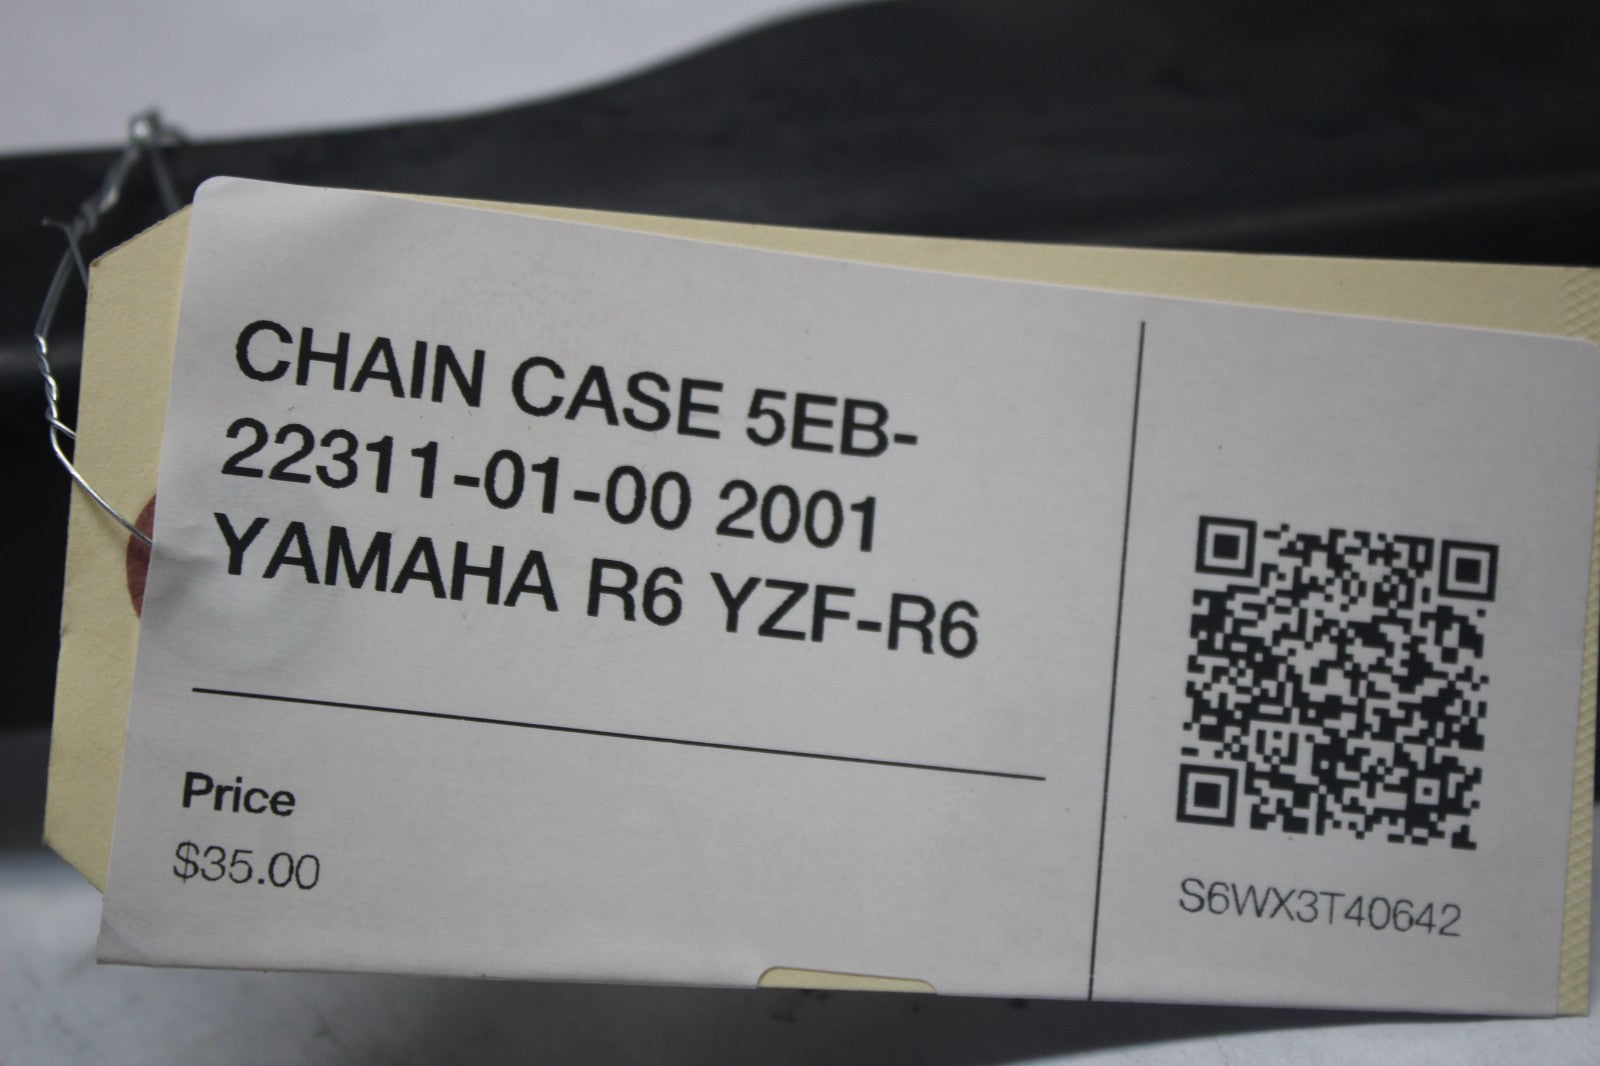 CHAIN CASE 5EB-
22311-01-00 2001
YAMAHA R6 YZF-R6
Price
$35.00
S6WX3T40642